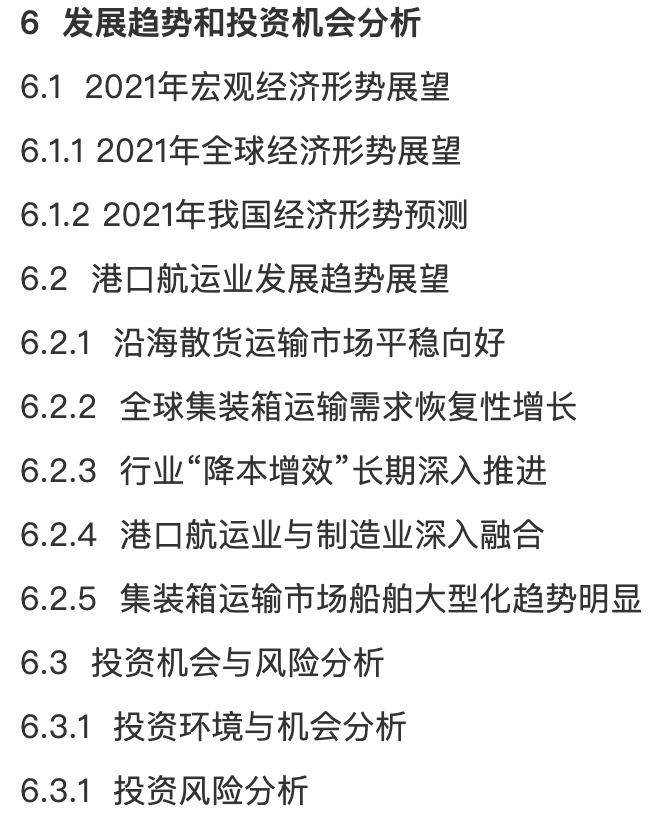 6 发展趋势和投资机会分析
6.1 2021年宏观经济形势展望
6.1.1 2021年全球经济形势展望
6.1.2 2021年我国经济形势预测
6.2 港口航运业发展趋势展望
6.2.1 沿海散货运输市场平稳向好
6.2.2 全球集装箱运输需求恢复性增长
6.2.3 行业“降本增效”长期深入推进
6.2.4 港口航运业与制造业深入融合
6.2.5 集装箱运输市场船舶大型化趋势明显
6.3 投资机会与风险分析
6.3.1 投资环境与机会分析
6.3.1 投资风险分析